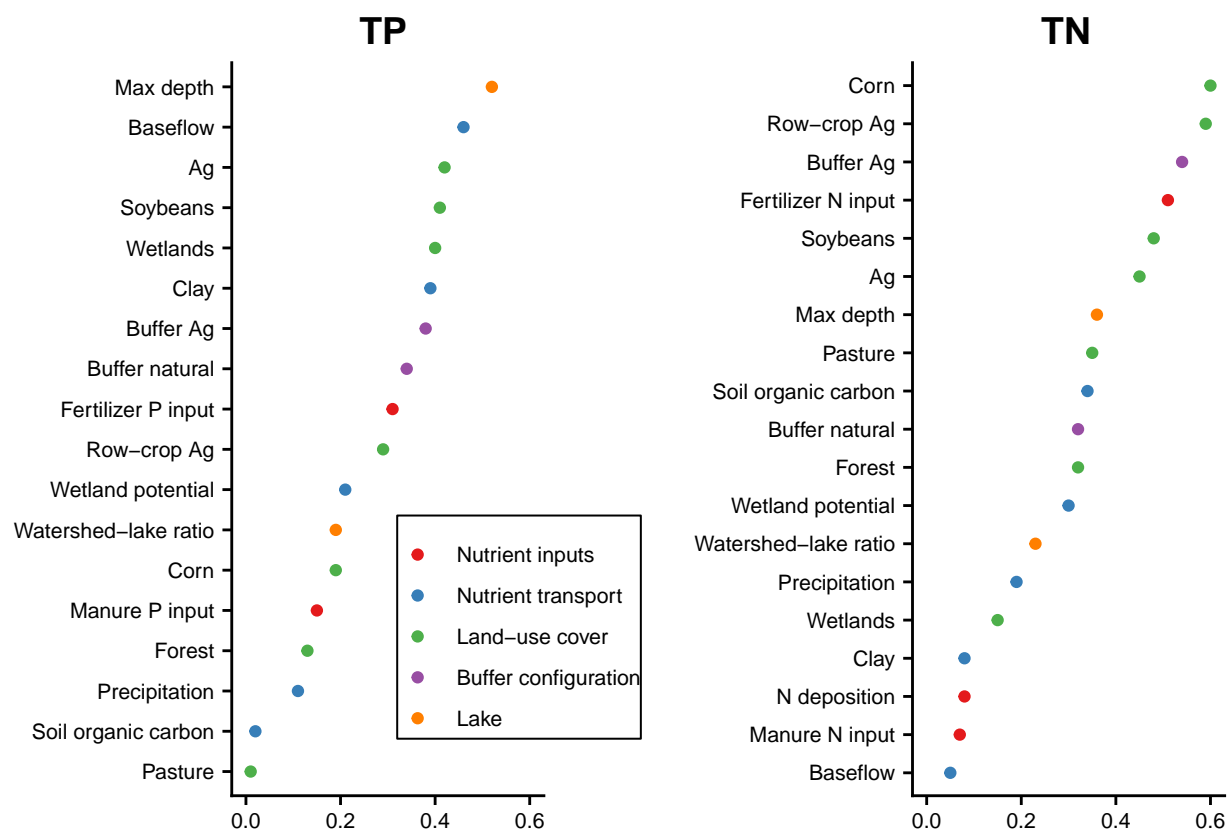 TP
Max depth
Baseflow
Ag
Soybeans
Wetlands
Clay
Buffer Ag
Buffer natural
Fertilizer P input
Row−crop Ag
Wetland potential
Watershed−lake ratio
Corn
Manure P input
Forest
Precipitation
Soil organic carbon
Pasture
0.0 0.2 0.4 0.6
Nutrient inputs
Nutrient transport
Land−use cover
Buffer configuration
Lake
TN
Corn
Row−crop Ag
Buffer Ag
Fertilizer N input
Soybeans
Ag
Max depth
Pasture
Soil organic carbon
Buffer natural
Forest
Wetland potential
Watershed−lake ratio
Precipitation
Wetlands
Clay
N deposition
Manure N input
Baseflow
0.0 0.2 0.4 0.6